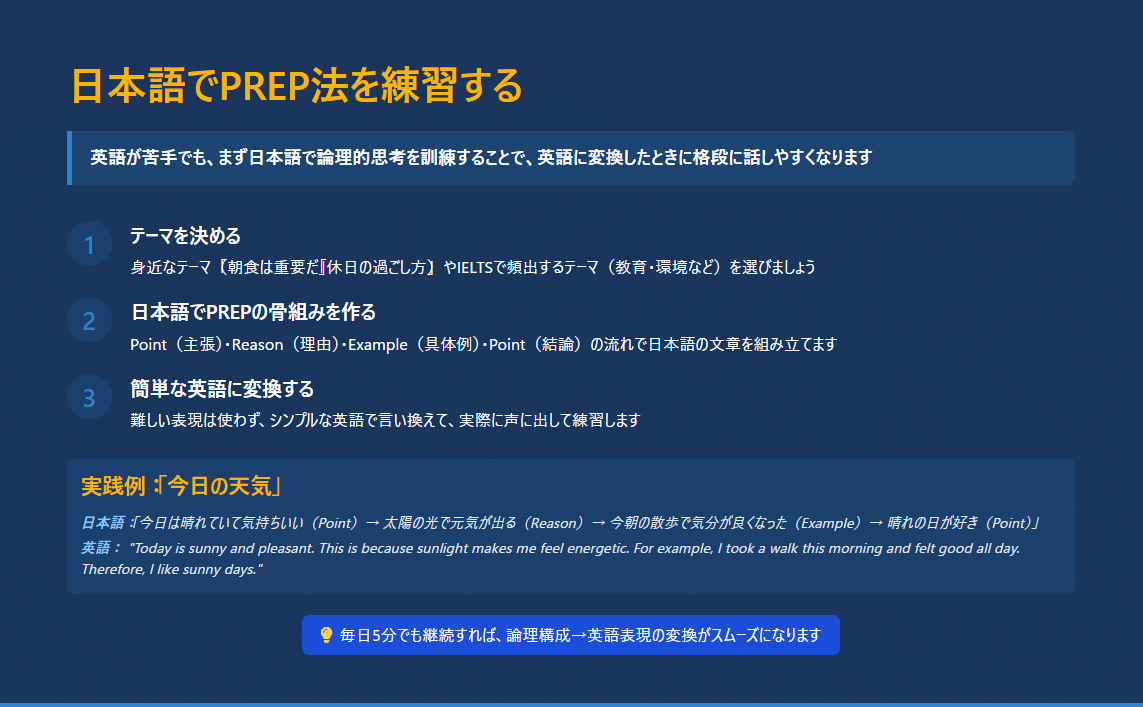 日本語でPREP法を練習する
英語が苦手でも、まず日本語で論理的思考を訓練することで、英語に変換したときに格段に話しやすくなります
1
テーマを決める
身近なテーマ【朝食は重要だ』『休日の過ごし方】やIELTSで頻出するテーマ（教育・環境など）を選びましょう
2
日本語でPREPの骨組みを作る
Point（主張）・Reason（理由）・Example（具体例）・Point（結論）の流れで日本語の文章を組み立てます
3
簡単な英語に変換する
難しい表現は使わず、シンプルな英語で言い換えて、実際に声に出して練習します
実践例：「今日の天気」
日本語：「今日は晴れていて気持ちいい（Point）→ 太陽の光で元気が出る（Reason）→ 今朝の散歩で気分が良くなった（Example）→ 晴れの日が好き（Point）」
英語： "Today is sunny and pleasant. This is because sunlight makes me feel energetic. For example, I took a walk this morning and felt good all day.
Therefore, I like sunny days."
💡 毎日5分でも継続すれば、論理構成→英語表現の変換がスムーズになります